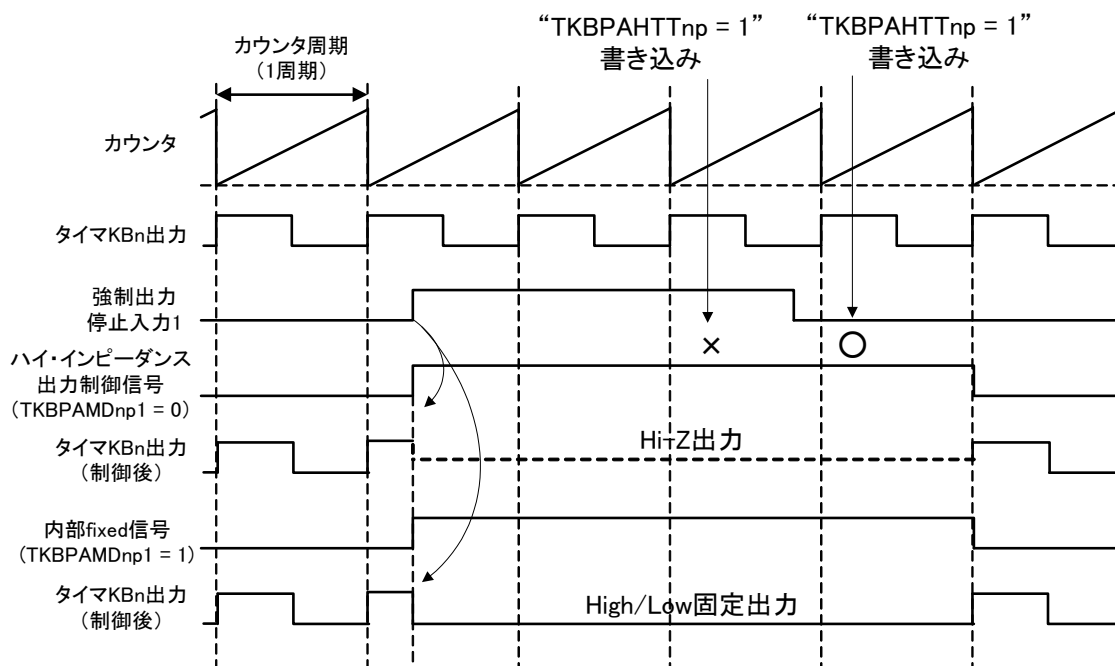 “TKBPAHTTnp = 1”
書き込み
“TKBPAHTTnp = 1”
書き込み
カウンタ周期
(1周期)
カウンタ
タイマKBn出力
強制出力
停止入力1
×
○
ハイ・インピーダンス
出力制御信号
(TKBPAMDnp1 = 0)
タイマKBn出力
(制御後)
Hi-Z出力
内部fixed信号
(TKBPAMDnp1 = 1)
タイマKBn出力
(制御後)
High/Low固定出力